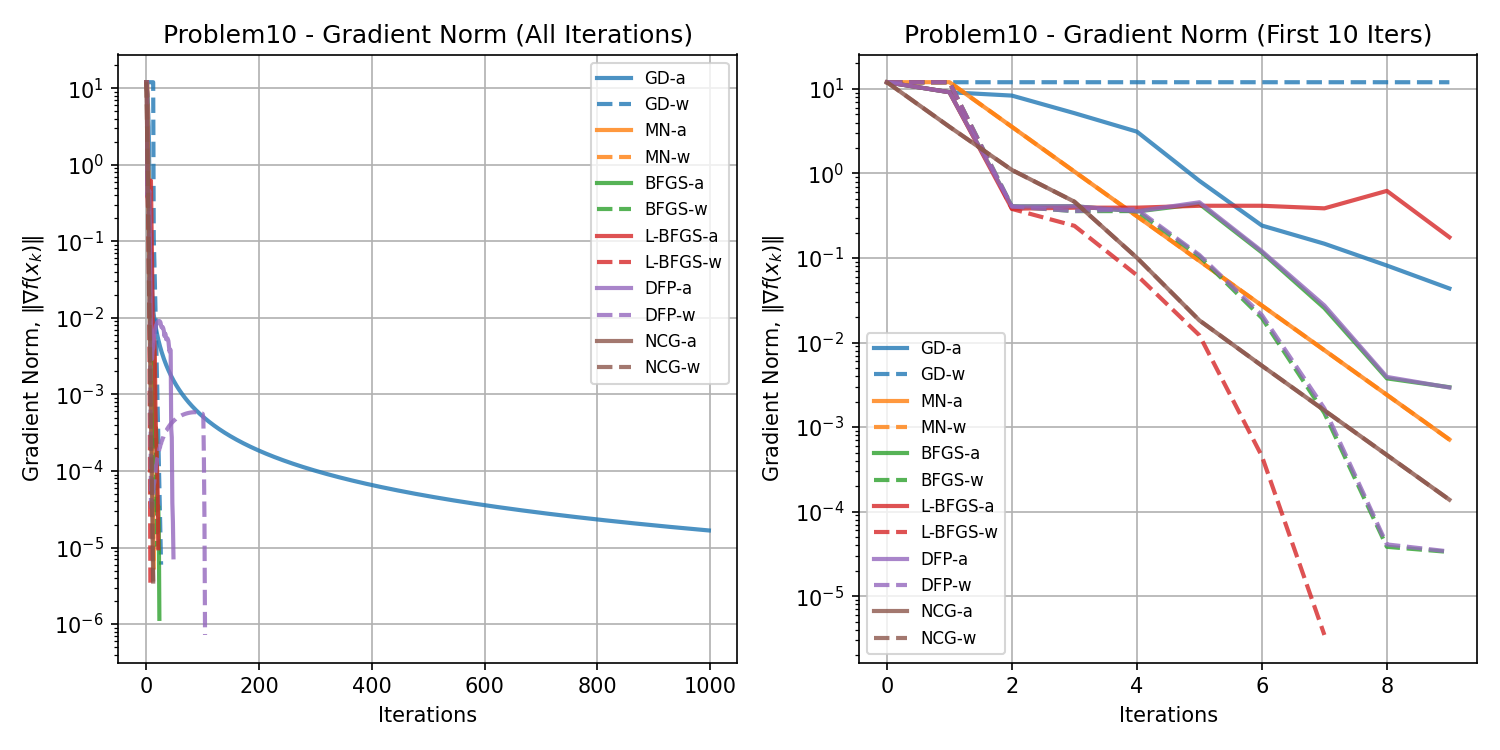 Problem10 - Gradient Norm (All Iterations)
Gradient Norm, ‖∇f(x_k)‖
10^1
10^0
10^-1
10^-2
10^-3
10^-4
10^-5
10^-6
GD-a
GD-w
MN-a
MN-w
BFGS-a
BFGS-w
L-BFGS-a
L-BFGS-w
DFP-a
DFP-w
NCG-a
NCG-w
0 200 400 600 800 1000
Iterations
Problem10 - Gradient Norm (First 10 Iters)
Gradient Norm, ‖∇f(x_k)‖
10^1
10^0
10^-1
10^-2
10^-3
10^-4
10^-5
GD-a
GD-w
MN-a
MN-w
BFGS-a
BFGS-w
L-BFGS-a
L-BFGS-w
DFP-a
DFP-w
NCG-a
NCG-w
0 2 4 6 8
Iterations